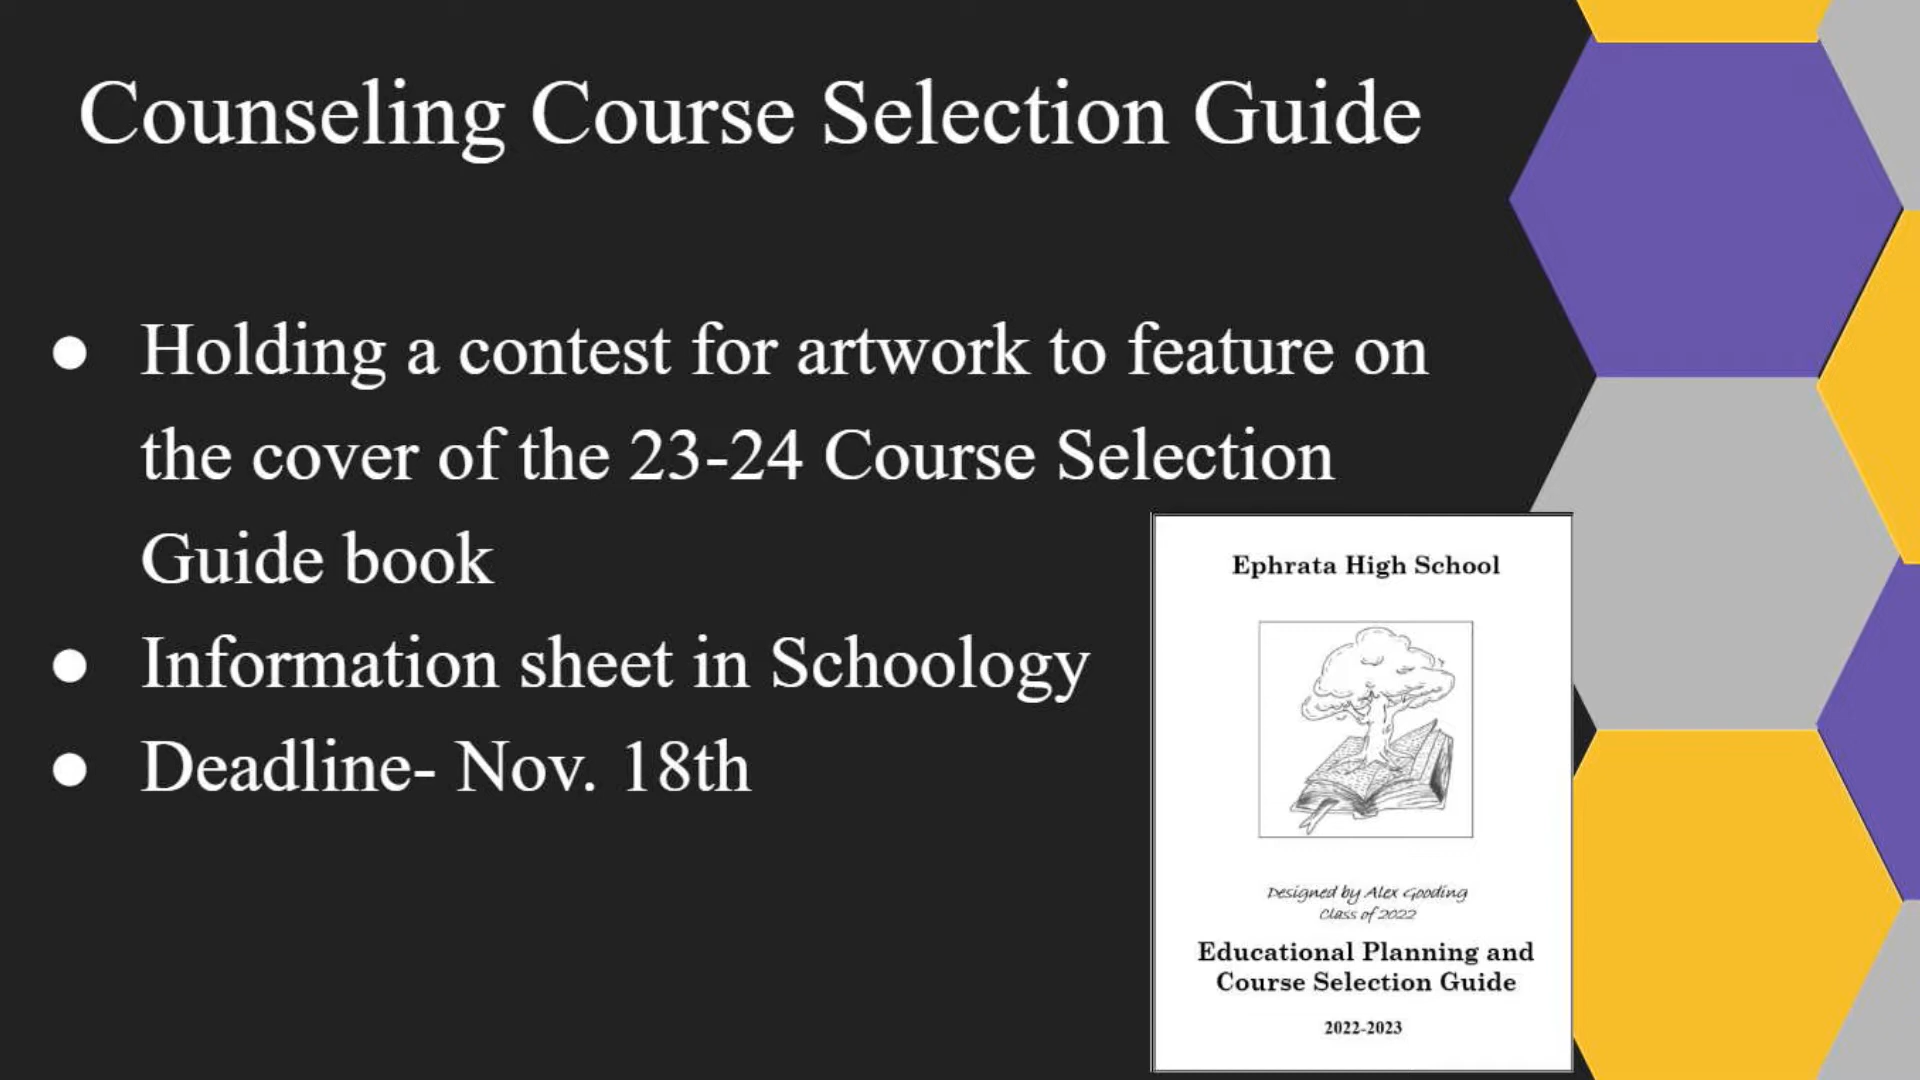 Counseling Course Selection Guide
● Holding a contest for artwork to feature on
the cover of the 23-24 Course Selection
Guide book
● Information sheet in Schoology
● Deadline- Nov. 18th
Ephrata High School
Designed by Alex Gooding
Class of 2022
Educational Planning and
Course Selection Guide
2022-2023